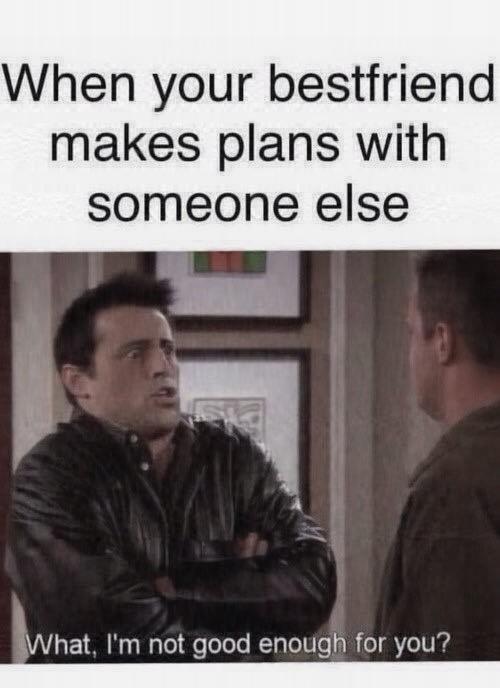 When your bestfriend
makes plans with
someone else
What, I'm not good enough for you?